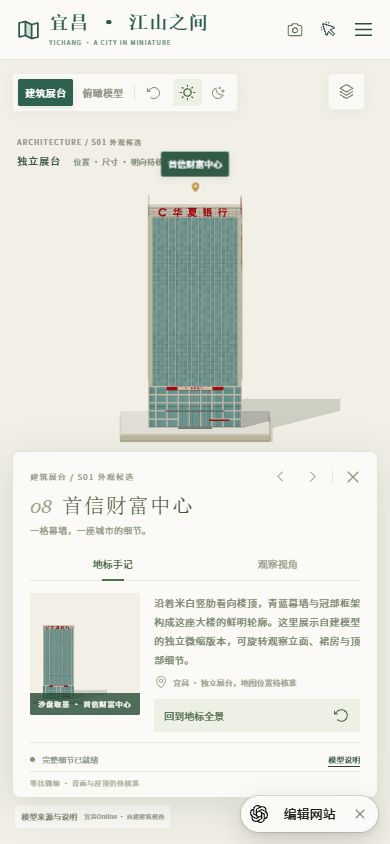 宜昌 · 江山之间
YICHANG · A CITY IN MINIATURE
建筑展台 俯瞰模型
ARCHITECTURE / S01 外观候选
独立展台 位置 · 尺寸 · 朝向待核
首信财富中心
华夏银行
建筑展台 / S01 外观候选
08 首信财富中心
一格幕墙，一座城市的细节。
地标手记 观察视角
沿着米白竖肋看向楼顶，青蓝幕墙与冠部框架
构成这座大楼的鲜明轮廓。这里展示自建模型
的独立微缩版本，可旋转观察立面、裙房与顶
部细节。
沙盘取景 · 首信财富中心
宜昌 · 独立展台，地图位置待核准
回到地标全景
完整细节已就绪 模型说明
等比微缩 · 背面与屋顶仍待核准
模型来源与说明 宜昌Online · 自建建筑候选
编辑网站